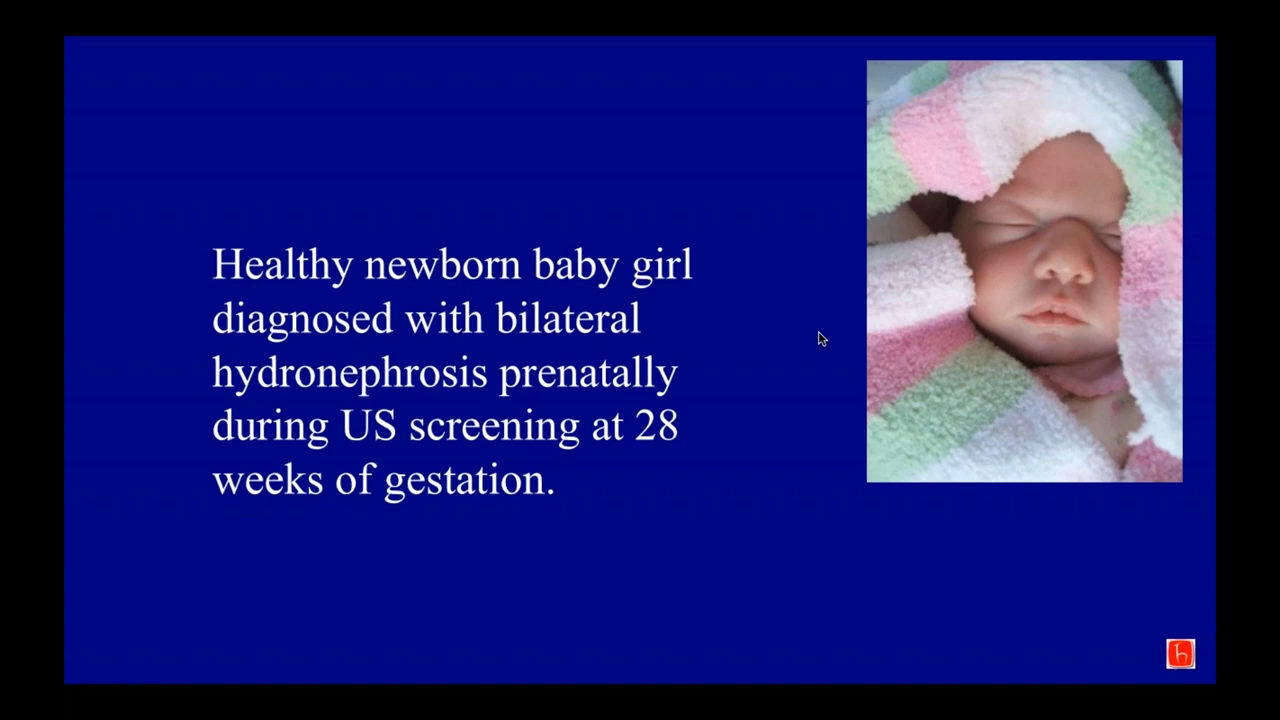 Healthy newborn baby girl
diagnosed with bilateral
hydronephrosis prenatally
during US screening at 28
weeks of gestation.